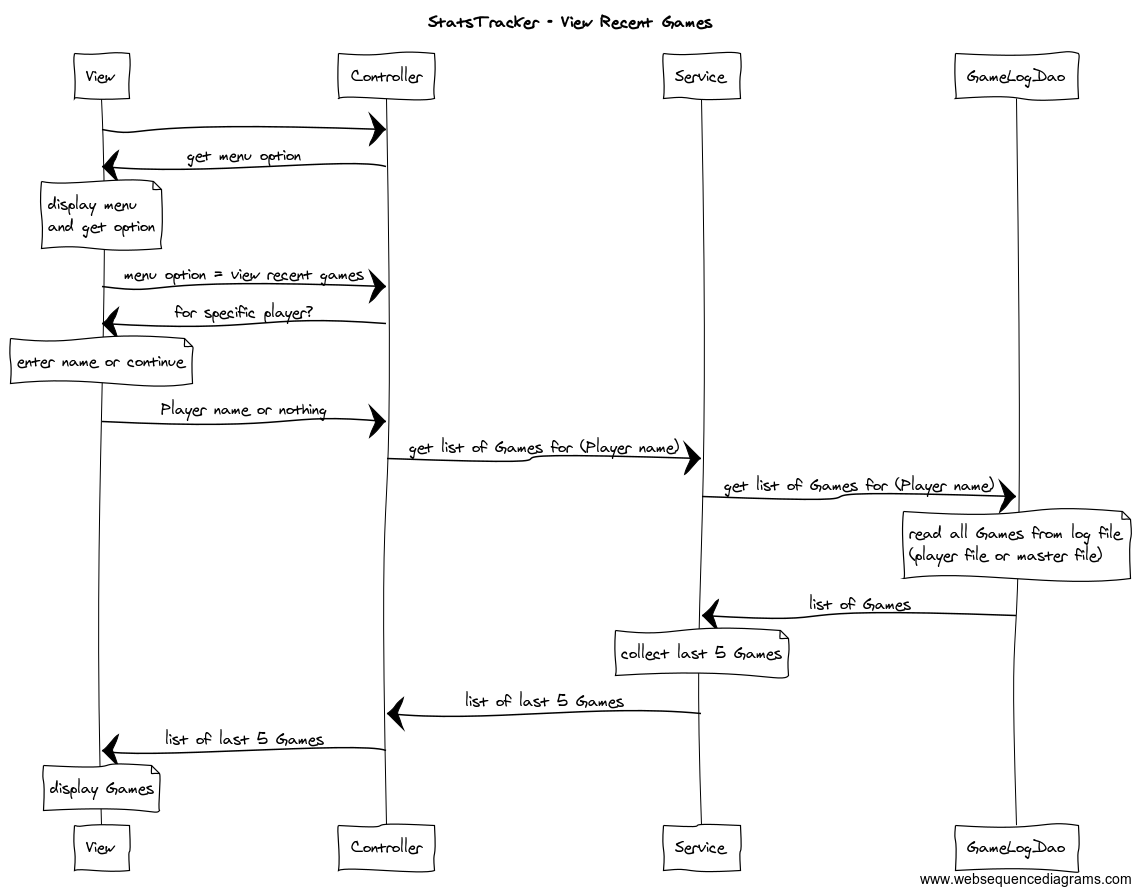 StatsTracker - View Recent Games
View
Controller
Service
GameLogDao
get menu option
display menu
and get option
menu option = view recent games
for specific player?
enter name or continue
Player name or nothing
get list of Games for (Player name)
get list of Games for (Player name)
read all Games from log file
(player file or master file)
list of Games
collect last 5 Games
list of last 5 Games
list of last 5 Games
display Games
View
Controller
Service
GameLogDao
www.websequencediagrams.com